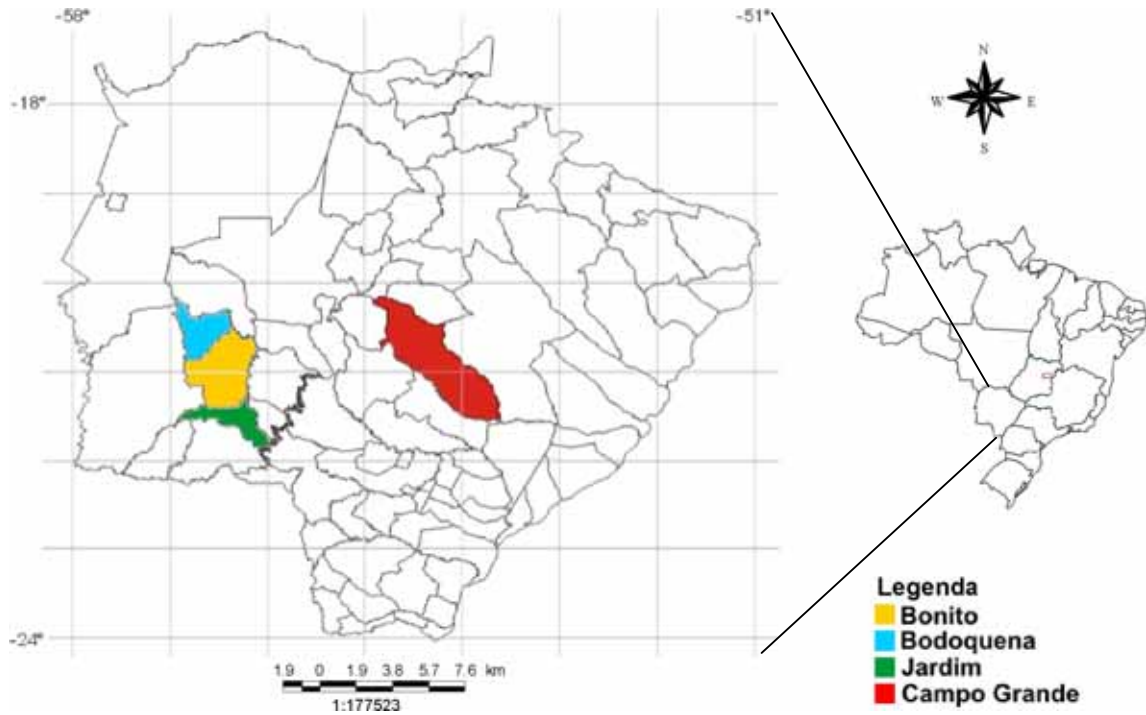 -58°
-51°
-18°
-24°
N
W
E
S
1.9 0 1.9 3.8 5.7 7.6 km
1:177523
Legenda
Bonito
Bodoquena
Jardim
Campo Grande